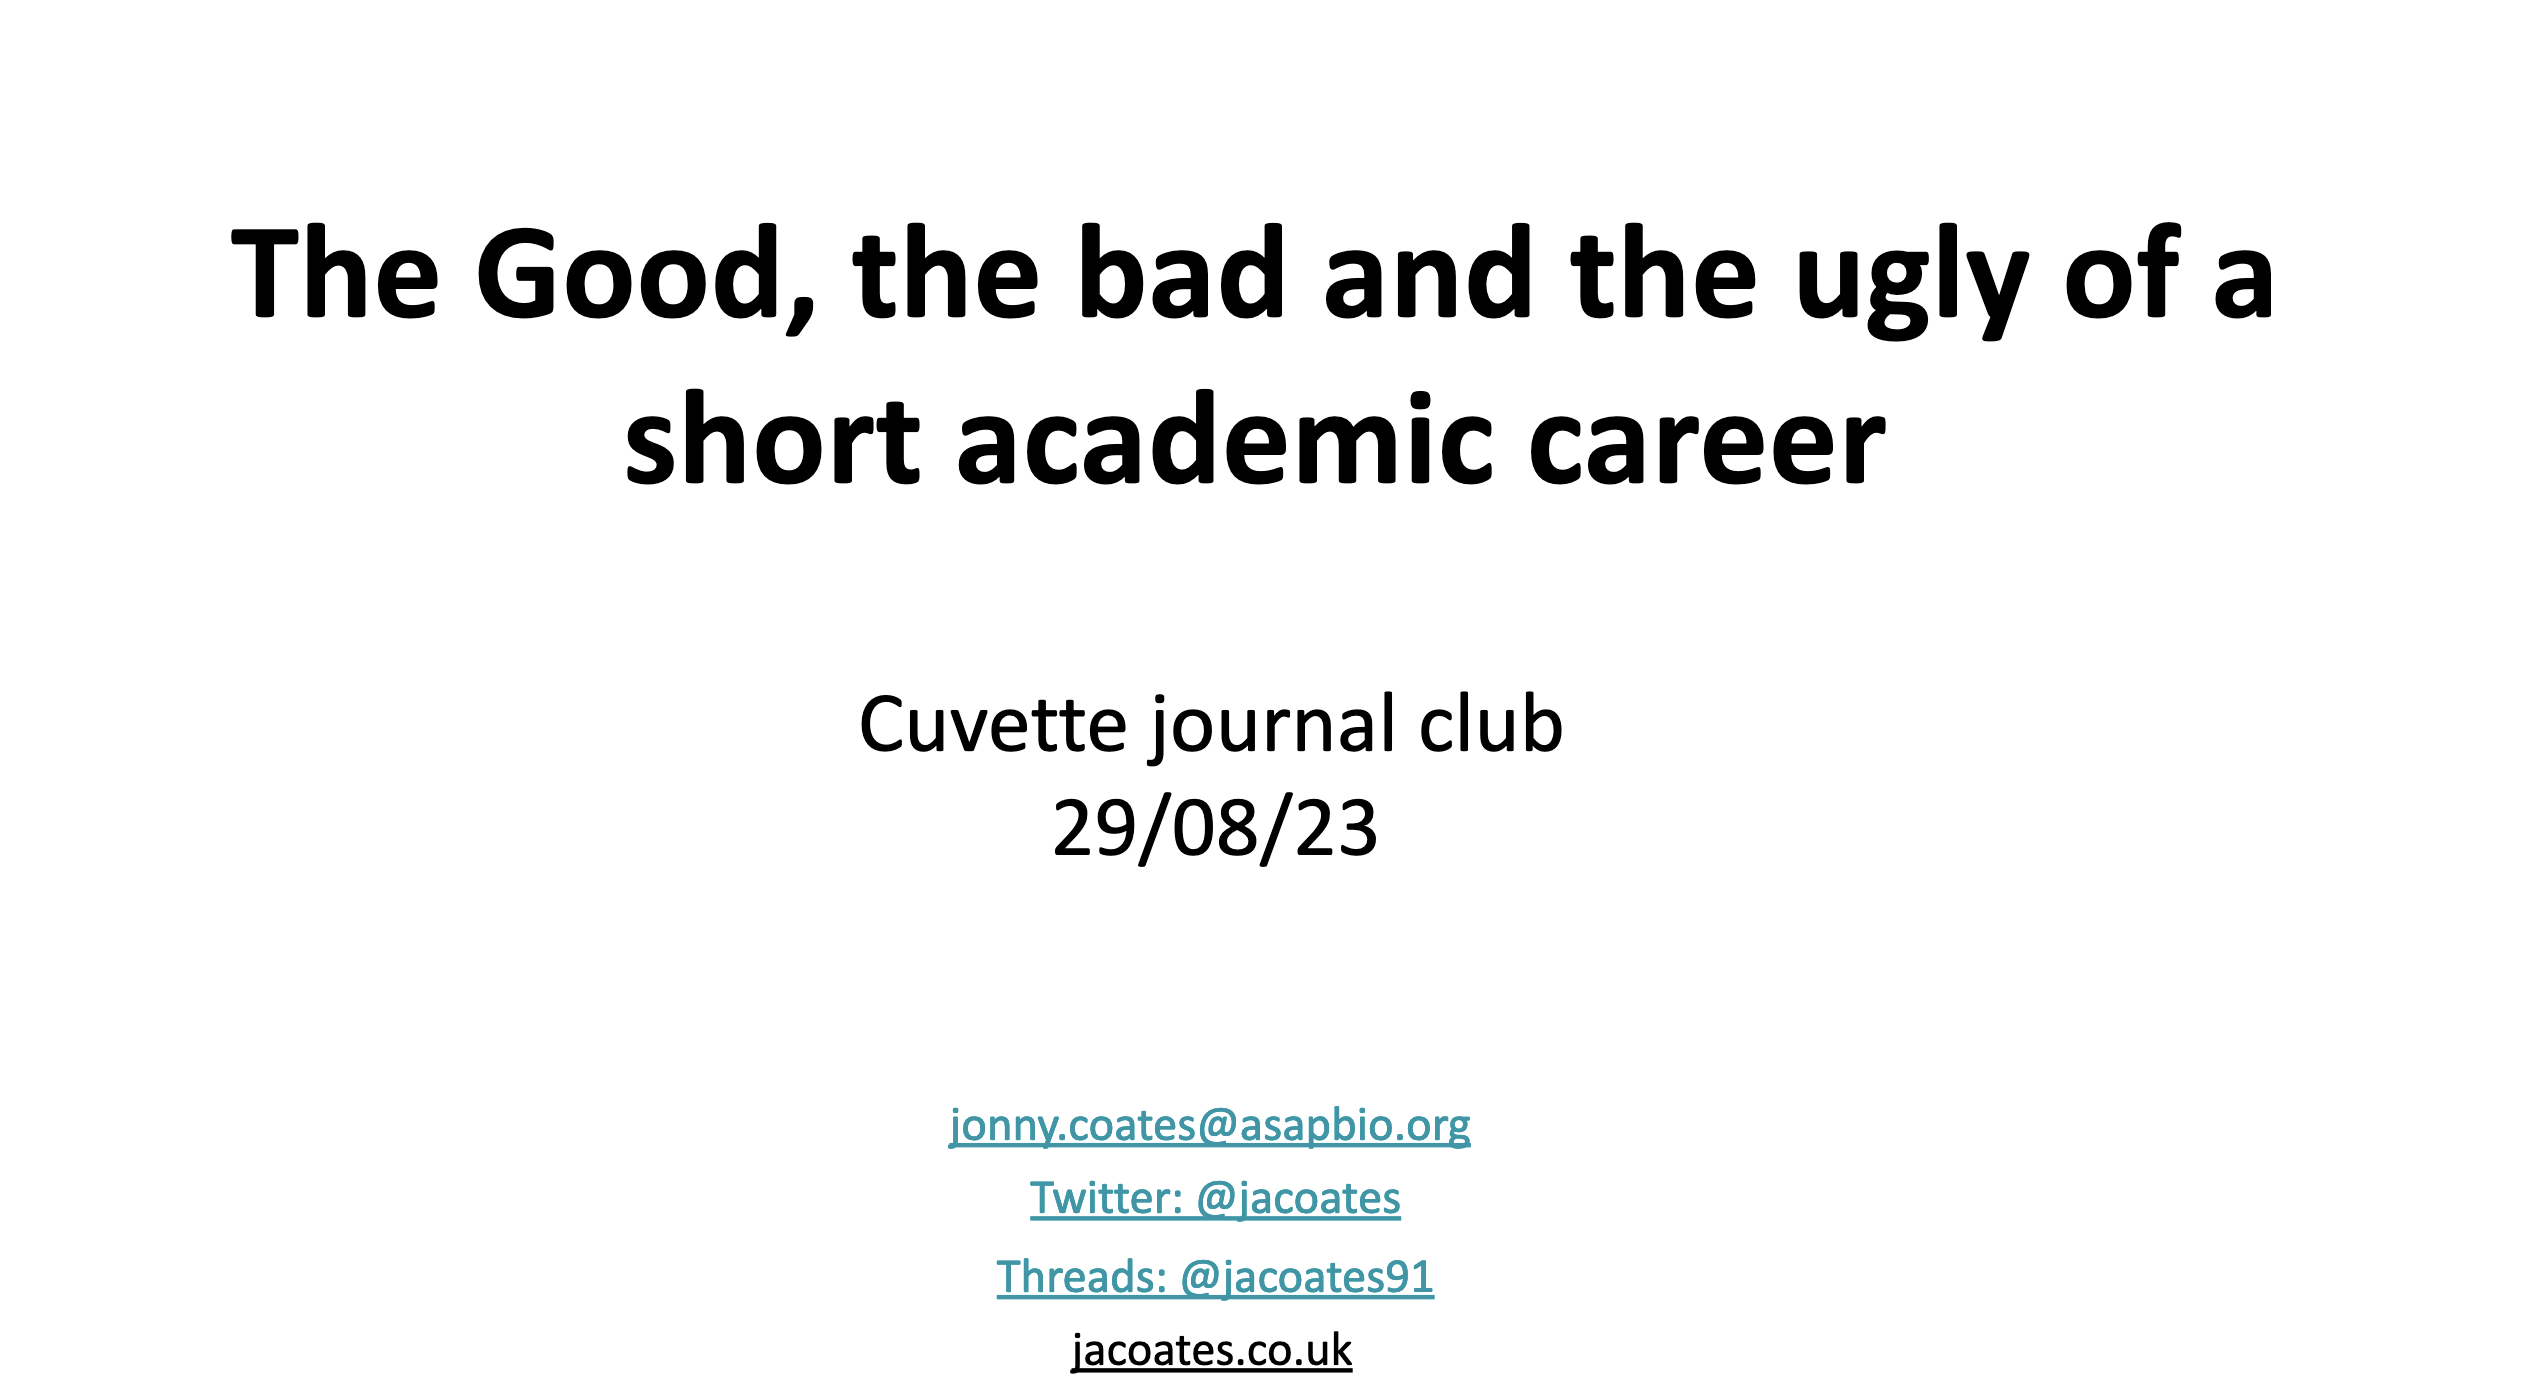 The Good, the bad and the ugly of a
short academic career
Cuvette journal club
29/08/23
jonny.coates@asapbio.org
Twitter: @jacoates
Threads: @jacoates91
jacoates.co.uk